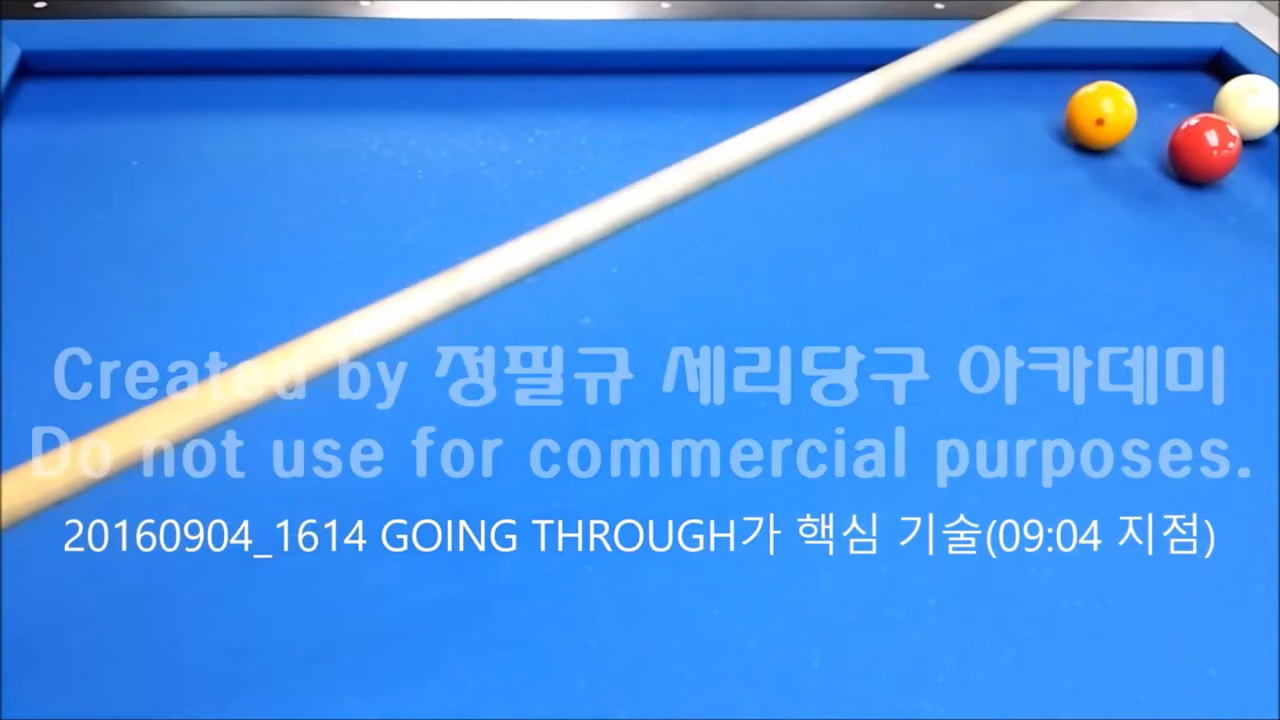 Created by 정필규 세리당구 아카데미
Do not use for commercial purposes.
20160904_1614 GOING THROUGH가 핵심 기술(09:04 지점)